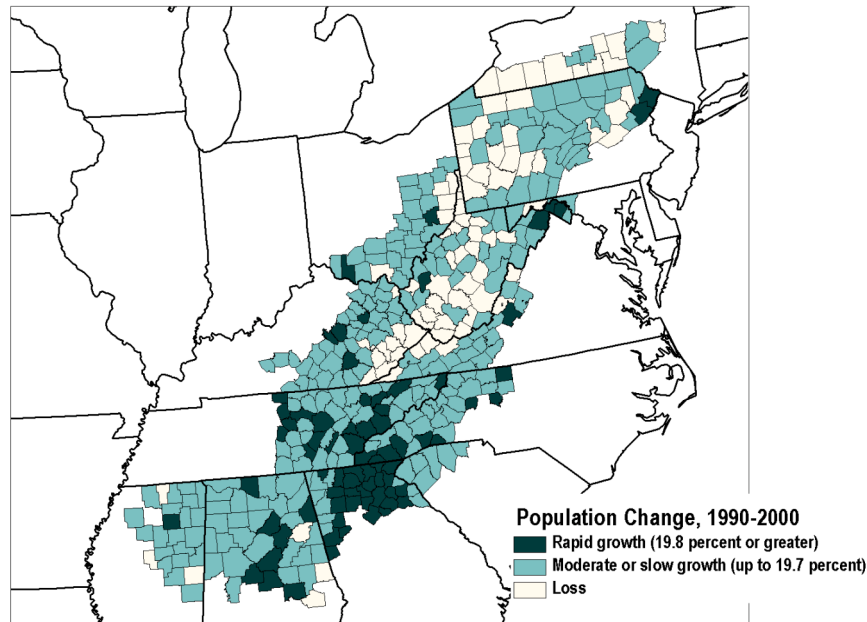 Population Change, 1990-2000
Rapid growth (19.8 percent or greater)
Moderate or slow growth (up to 19.7 percent)
Loss